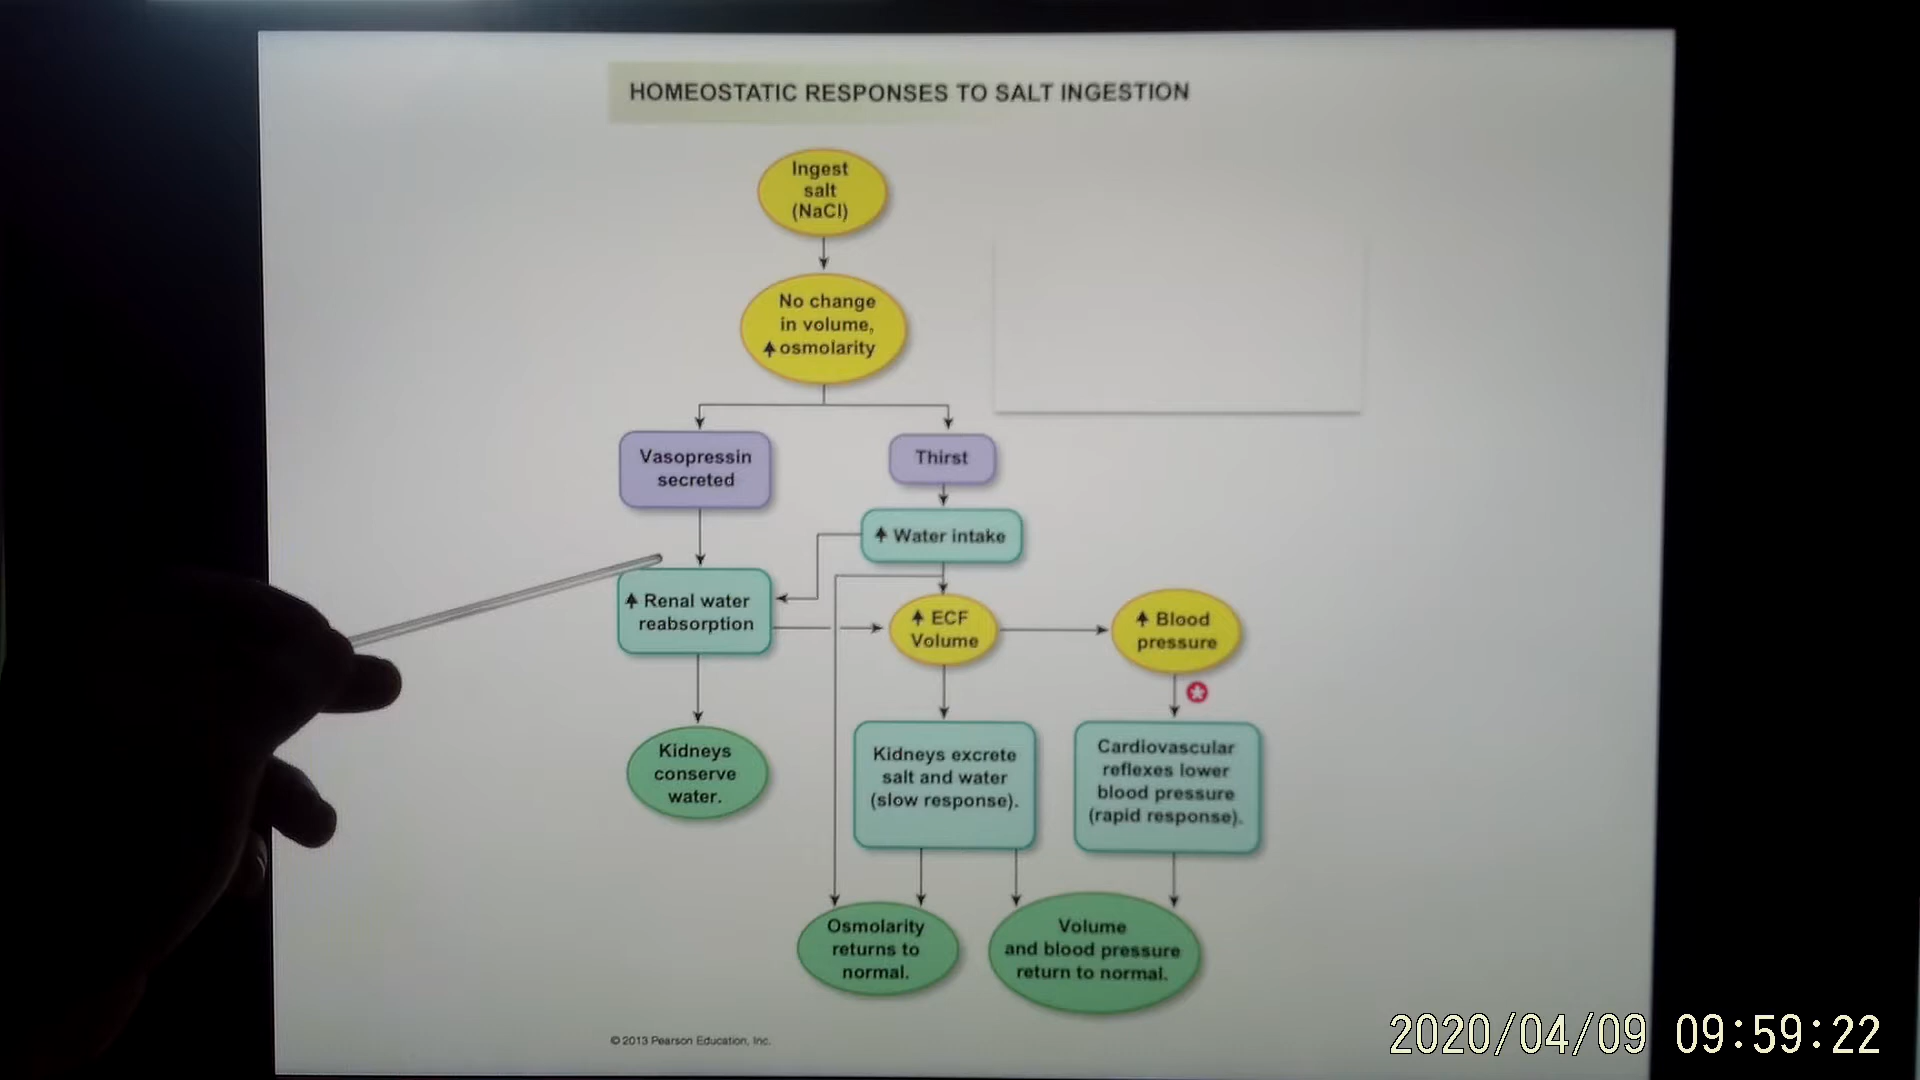 HOMEOSTATIC RESPONSES TO SALT INGESTION
Ingest
salt
(NaCl)
No change
in volume,
↑ osmolarity
Vasopressin
secreted
Thirst
↑ Water intake
↑ Renal water
reabsorption
↑ ECF
Volume
↑ Blood
pressure
Kidneys
conserve
water.
Kidneys excrete
salt and water
(slow response).
Cardiovascular
reflexes lower
blood pressure
(rapid response).
Osmolarity
returns to
normal.
Volume
and blood pressure
return to normal.
© 2013 Pearson Education, Inc.
2020/04/09 09:59:22